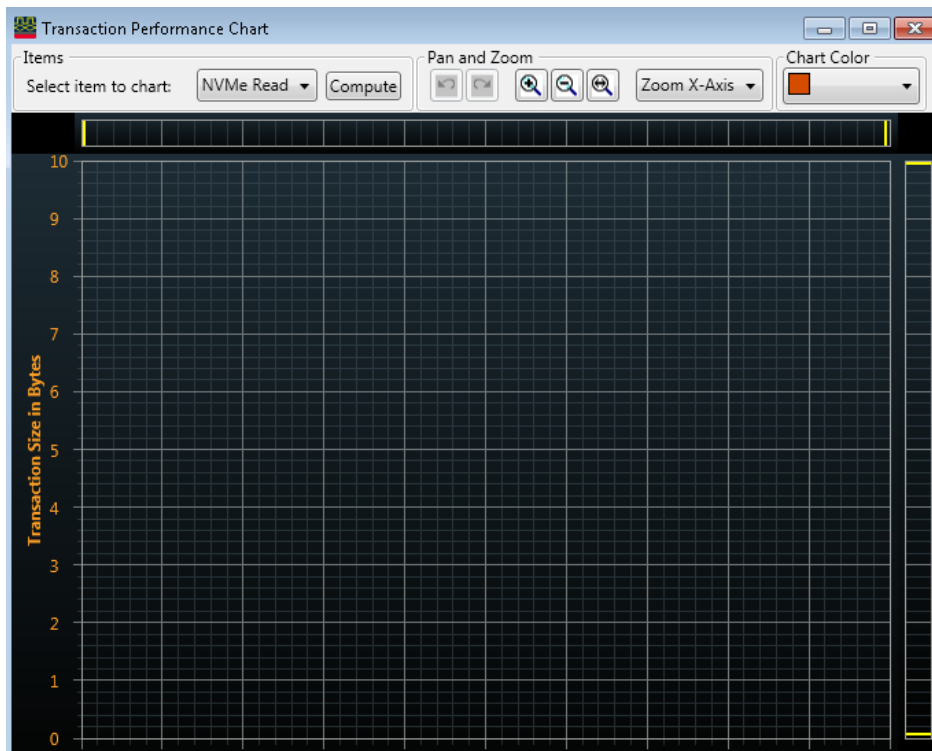 Transaction Performance Chart
Items
Select item to chart:
NVMe Read
Compute
Pan and Zoom
Zoom X-Axis
Chart Color
10
9
8
7
6
5
4
3
2
1
0
Transaction Size in Bytes